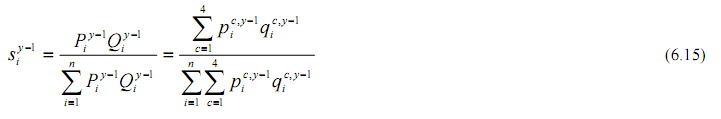 s_i^{y-1} = \frac{P_i^{y-1} Q_i^{y-1}}{\sum_{i=1}^{n} P_i^{y-1} Q_i^{y-1}} = \frac{\sum_{c=1}^{4} p_i^{c,y-1} q_i^{c,y-1}}{\sum_{i=1}^{n} \sum_{c=1}^{4} p_i^{c,y-1} q_i^{c,y-1}} (6.15)